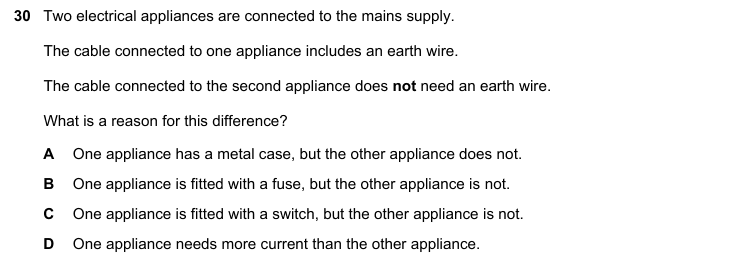 30 Two electrical appliances are connected to the mains supply.
The cable connected to one appliance includes an earth wire.
The cable connected to the second appliance does not need an earth wire.
What is a reason for this difference?
A One appliance has a metal case, but the other appliance does not.
B One appliance is fitted with a fuse, but the other appliance is not.
C One appliance is fitted with a switch, but the other appliance is not.
D One appliance needs more current than the other appliance.